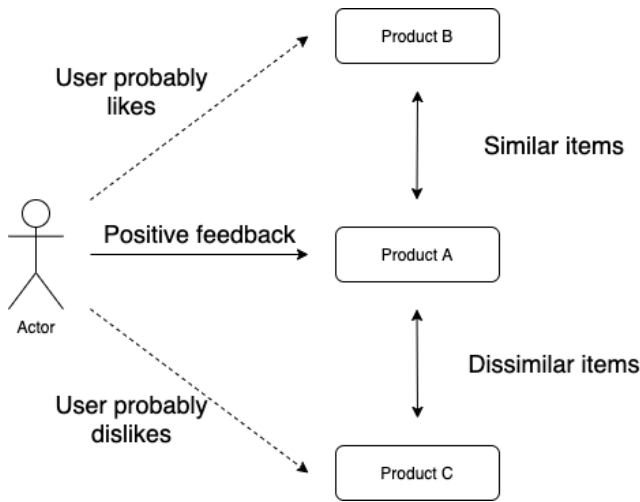 Product B
User probably
likes
Similar items
Positive feedback
Product A
Actor
Dissimilar items
User probably
dislikes
Product C